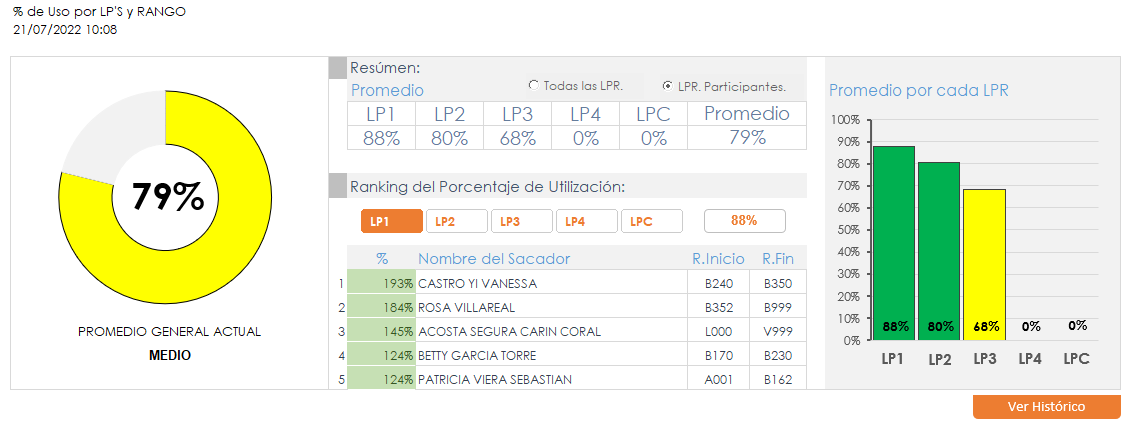 % de Uso por LP'S y RANGO
21/07/2022 10:08
79%
PROMEDIO GENERAL ACTUAL
MEDIO
Resúmen:
Promedio
Todas las LPR.
LPR. Participantes.
LP1 LP2 LP3 LP4 LPC Promedio
88% 80% 68% 0% 0% 79%
Ranking del Porcentaje de Utilización:
LP1 LP2 LP3 LP4 LPC 88%
% Nombre del Sacador R.Inicio R.Fin
1 193% CASTRO YI VANESSA B240 B350
2 184% ROSA VILLAREAL B352 B999
3 145% ACOSTA SEGURA CARIN CORAL L000 V999
4 124% BETTY GARCIA TORRE B170 B230
5 124% PATRICIA VIERA SEBASTIAN A001 B162
Promedio por cada LPR
100%
90%
80%
70%
60%
50%
40%
30%
20%
10%
0%
88% 80% 68% 0% 0%
LP1 LP2 LP3 LP4 LPC
Ver Histórico